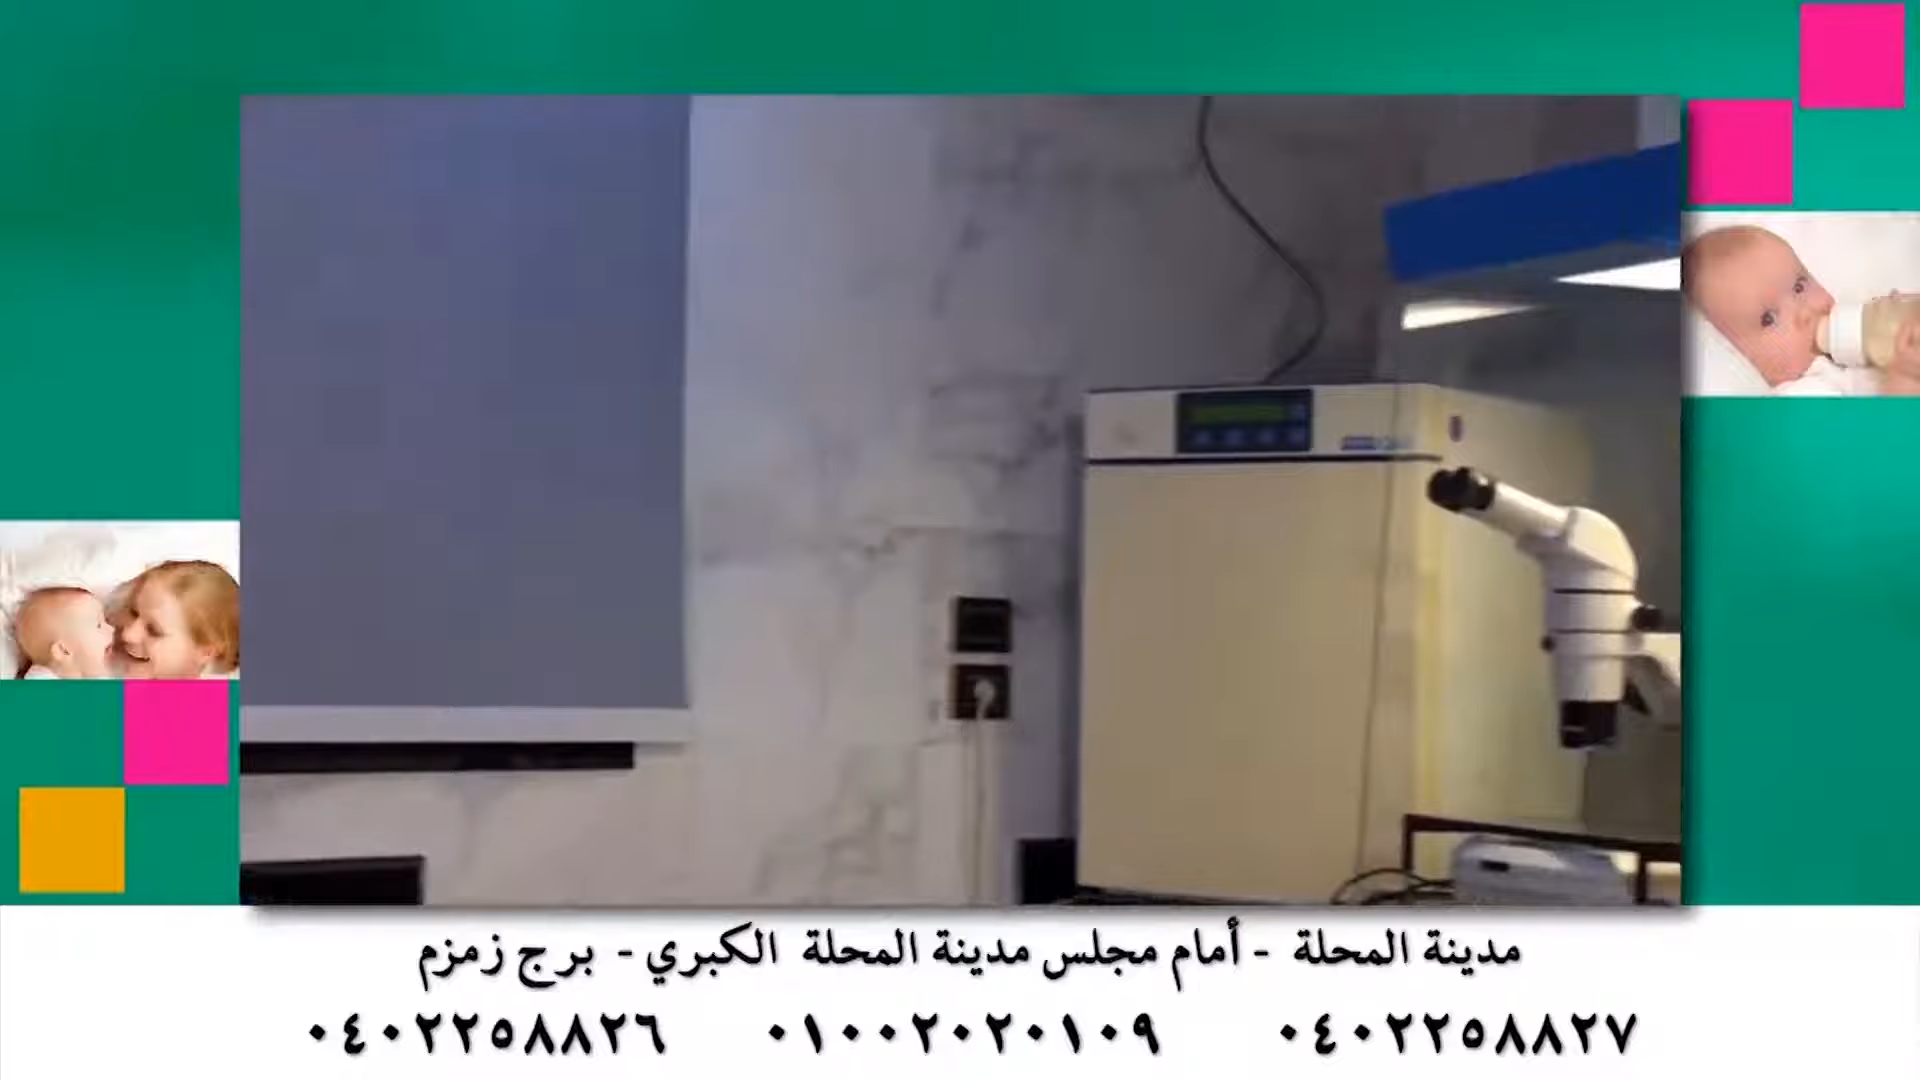 مدينة المحلة - أمام مجلس مدينة المحلة الكبري - برج زمزم
٠٤٠٢٢٥٨٨٢٦ ٠١٠٠٢٠٢٠١٠٩ ٠٤٠٢٢٥٨٨٢٧